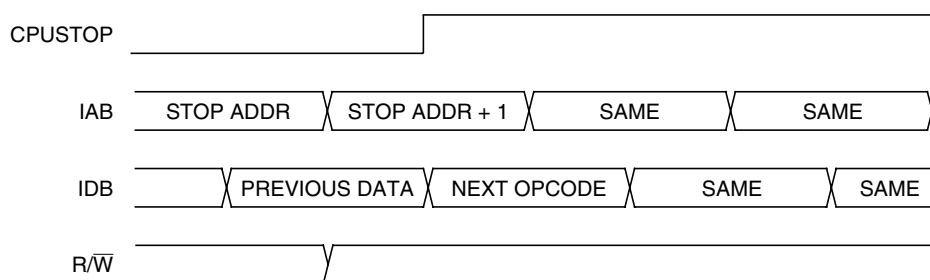 CPUSTOP
IAB STOP ADDR STOP ADDR + 1 SAME SAME
IDB PREVIOUS DATA NEXT OPCODE SAME SAME
R/W̅